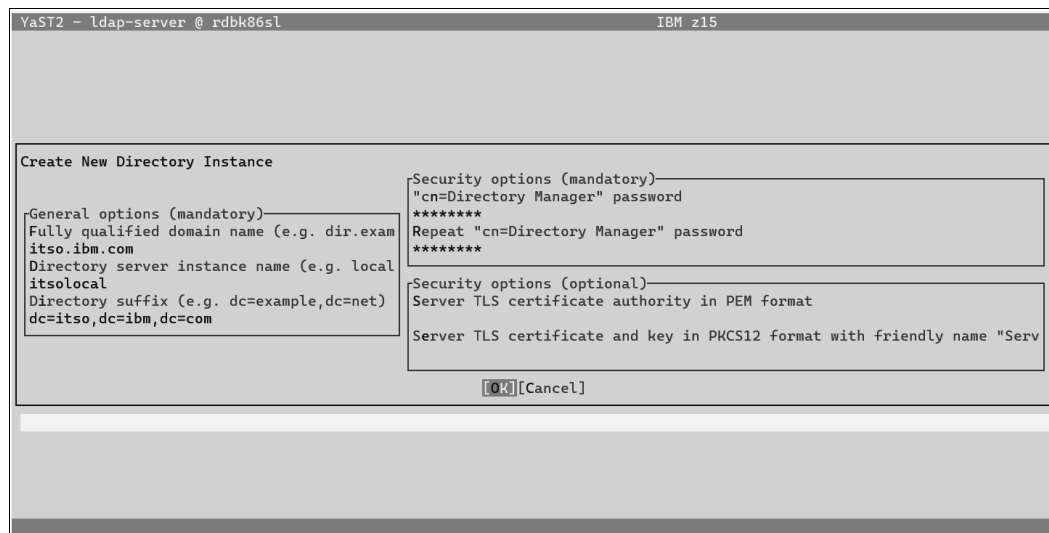 YaST2 - ldap-server @ rdbk86sl IBM z15
Create New Directory Instance
General options (mandatory)
Fully qualified domain name (e.g. dir.exam
itso.ibm.com
Directory server instance name (e.g. local
itsolocal
Directory suffix (e.g. dc=example,dc=net)
dc=itso,dc=ibm,dc=com
Security options (mandatory)
"cn=Directory Manager" password
********
Repeat "cn=Directory Manager" password
********
Security options (optional)
Server TLS certificate authority in PEM format
Server TLS certificate and key in PKCS12 format with friendly name "Serv
[OK][Cancel]